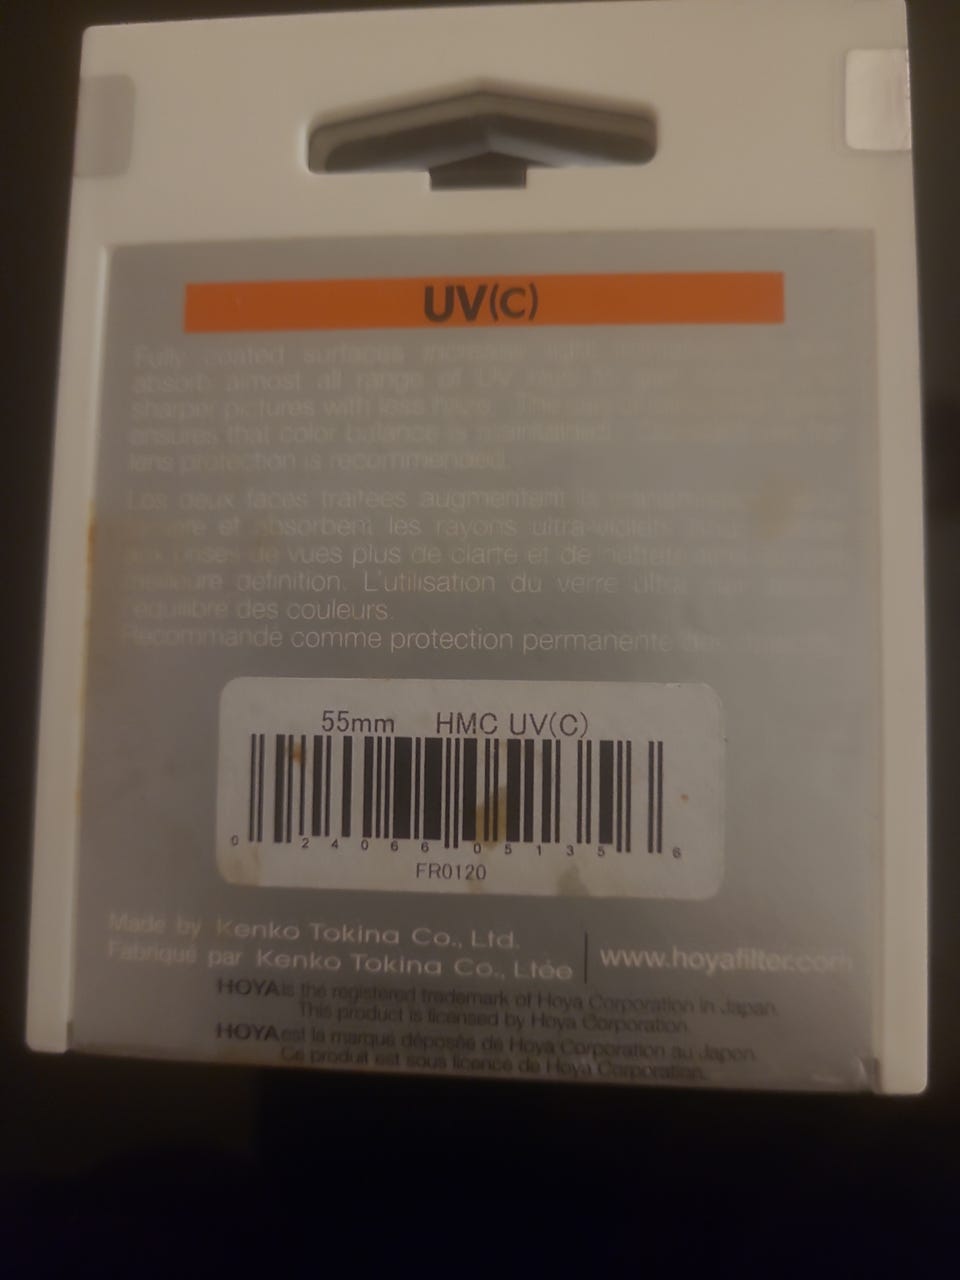 UV(C)
Fully coated surfaces increase light
absorb almost all range of UV rays to give
sharper pictures with less haze.
ensures that color balance is maintained.
lens protection is recommended.
Les deux faces traitées augmentent la
et absorbent les rayons ultra-violets
aux prises de vues plus de clarté et de
meilleure définition. L'utilisation du verre ultra
l'équilibre des couleurs.
Recommandé comme protection permanente des
55mm HMC UV(C)
0 24066 05135 6
FR0120
Made by Kenko Tokina Co., Ltd.
Fabriqué par Kenko Tokina Co., Ltée
www.hoyafilter.com
HOYA is the registered trademark of Hoya Corporation in Japan.
This product is licensed by Hoya Corporation.
HOYA est la marque déposée de Hoya Corporation au Japon.
Ce produit est sous licence de Hoya Corporation.